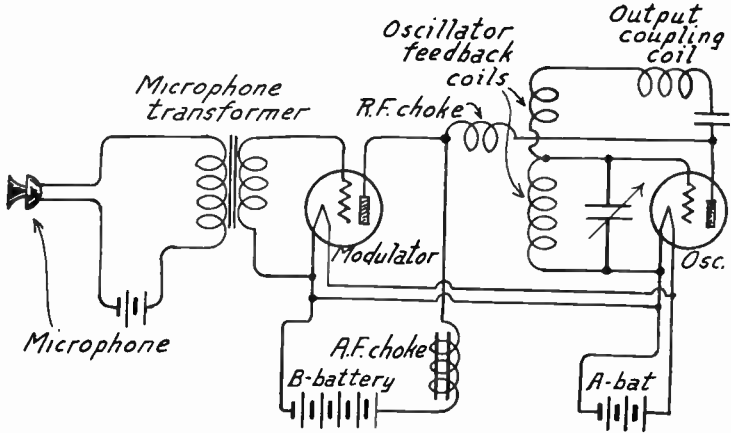 Microphone
transformer
R.F. choke
Oscillator
feedback
coils
Output
coupling
coil
Modulator
Osc.
Microphone
A.F. choke
B-battery
A-bat